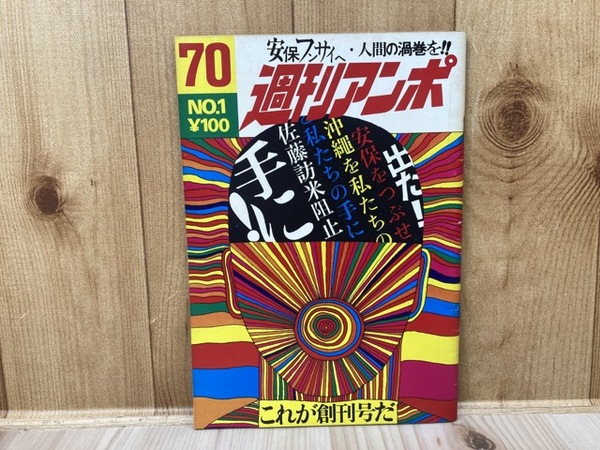 70
NO.1
¥100
安保フンサイへ・人間の渦巻を!!
週刊アンポ
出た!
安保をつぶせ
沖縄を私たちの
と私たちの手に
佐藤訪米阻止
手に!!
これが創刊号だ